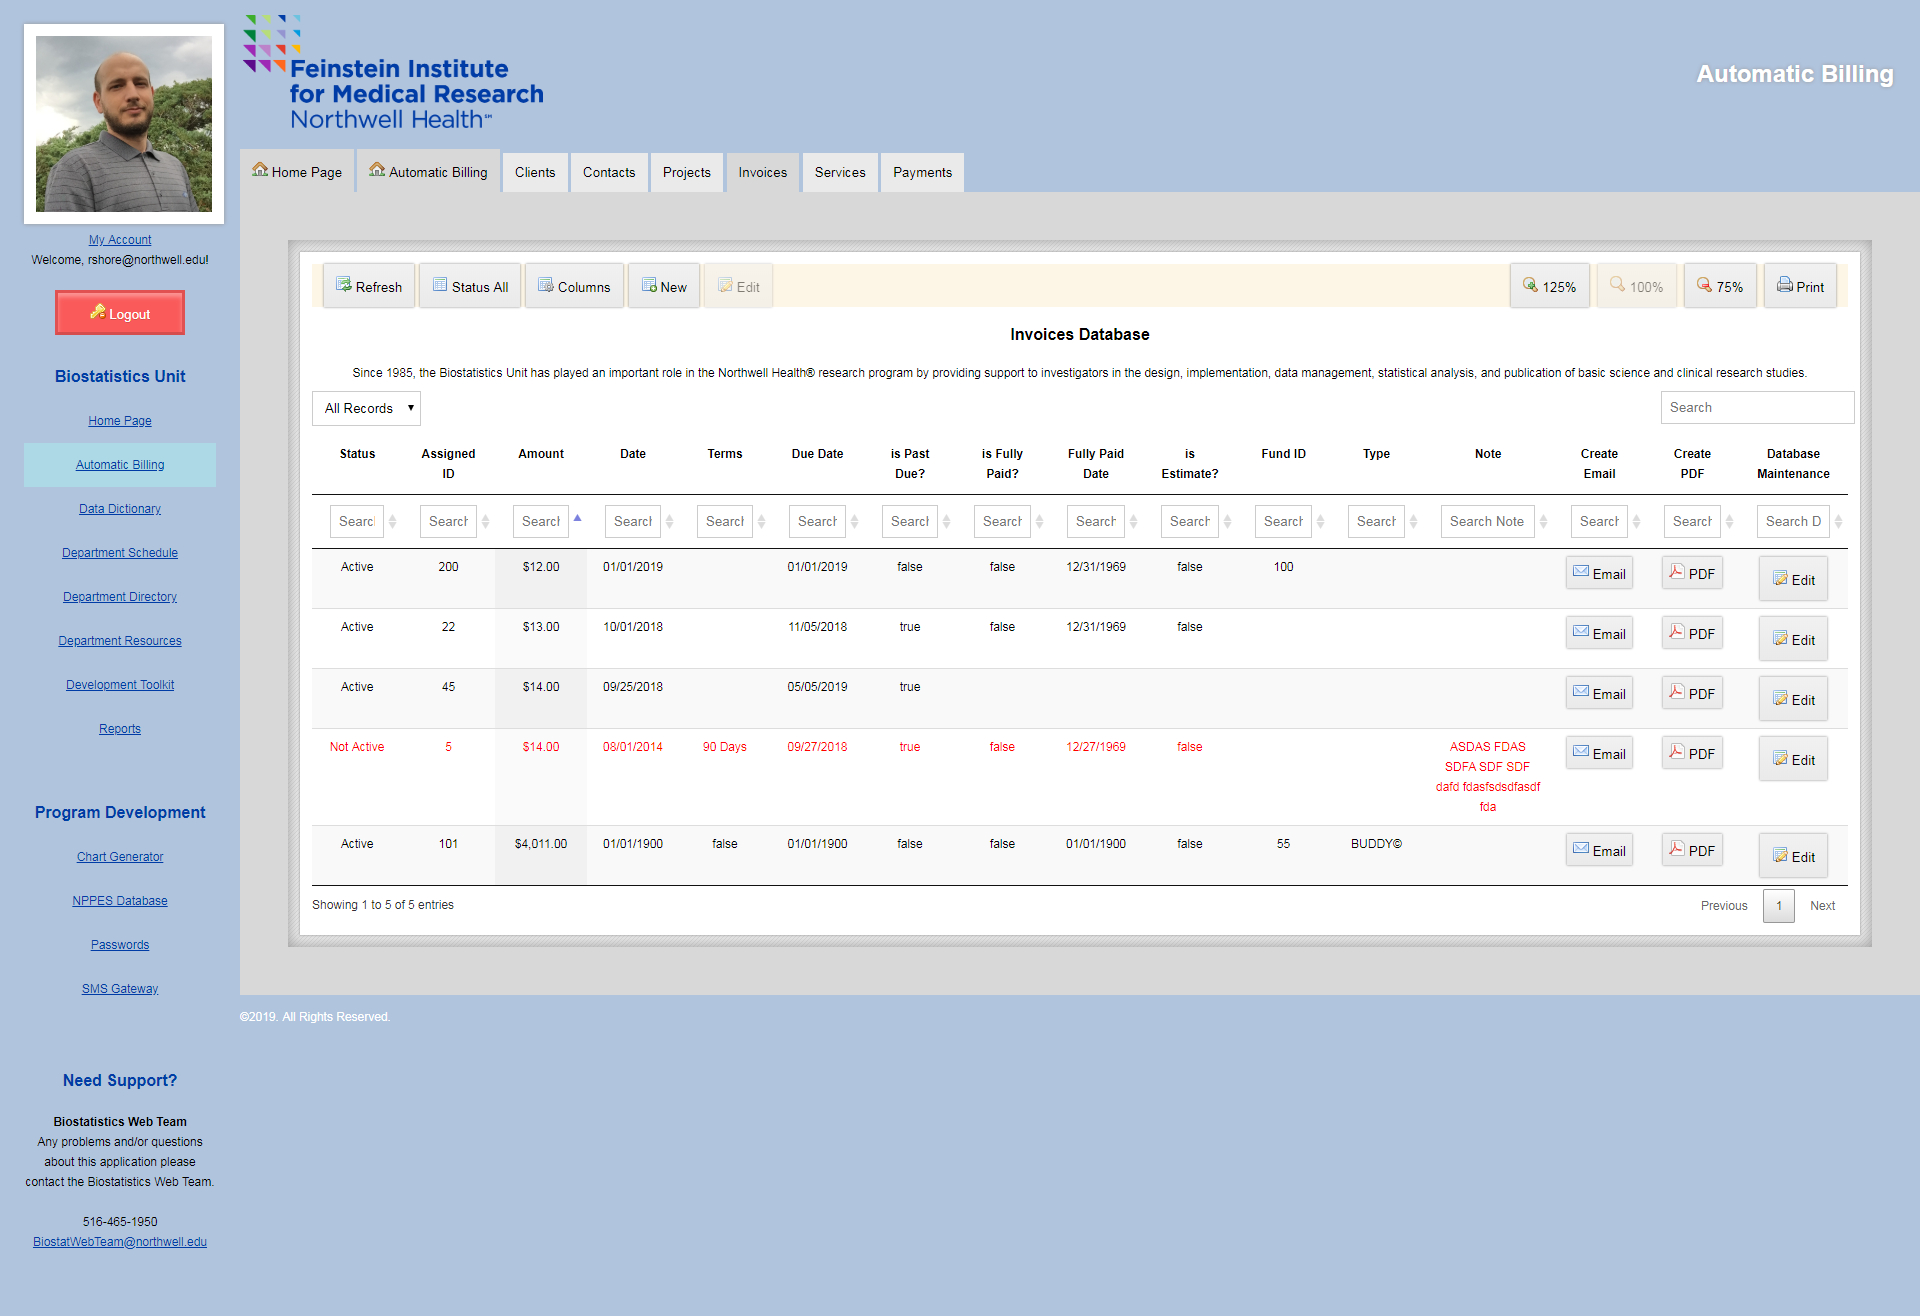 Feinstein Institute
for Medical Research
Northwell Health℠
Automatic Billing
Home Page
Automatic Billing
Clients
Contacts
Projects
Invoices
Services
Payments
My Account
Welcome, rshore@northwell.edu!
Logout
Biostatistics Unit
Home Page
Automatic Billing
Data Dictionary
Department Schedule
Department Directory
Department Resources
Development Toolkit
Reports
Program Development
Chart Generator
NPPES Database
Passwords
SMS Gateway
Need Support?
Biostatistics Web Team
Any problems and/or questions
about this application please
contact the Biostatistics Web Team.
516-465-1950
BiostatWebTeam@northwell.edu
Refresh Status All Columns New Edit 125% 100% 75% Print
Invoices Database
Since 1985, the Biostatistics Unit has played an important role in the Northwell Health® research program by providing support to investigators in the design, implementation, data management, statistical analysis, and publication of basic science and clinical research studies.
All Records Search
Status Assigned ID Amount Date Terms Due Date is Past Due? is Fully Paid? Fully Paid Date is Estimate? Fund ID Type Note Create Email Create PDF Database Maintenance
Search Search Search Search Search Search Search Search Search Search Search Search Search Note Search Search Search D
Active 200 $12.00 01/01/2019 01/01/2019 false false 12/31/1969 false 100 Email PDF Edit
Active 22 $13.00 10/01/2018 11/05/2018 true false 12/31/1969 false Email PDF Edit
Active 45 $14.00 09/25/2018 05/05/2019 true Email PDF Edit
Not Active 5 $14.00 08/01/2014 90 Days 09/27/2018 true false 12/27/1969 false ASDAS FDAS SDFA SDF SDF dafd fdasfsdsdfasdf fda Email PDF Edit
Active 101 $4,011.00 01/01/1900 false 01/01/1900 false false 01/01/1900 false 55 BUDDY© Email PDF Edit
Showing 1 to 5 of 5 entries
Previous 1 Next
©2019. All Rights Reserved.